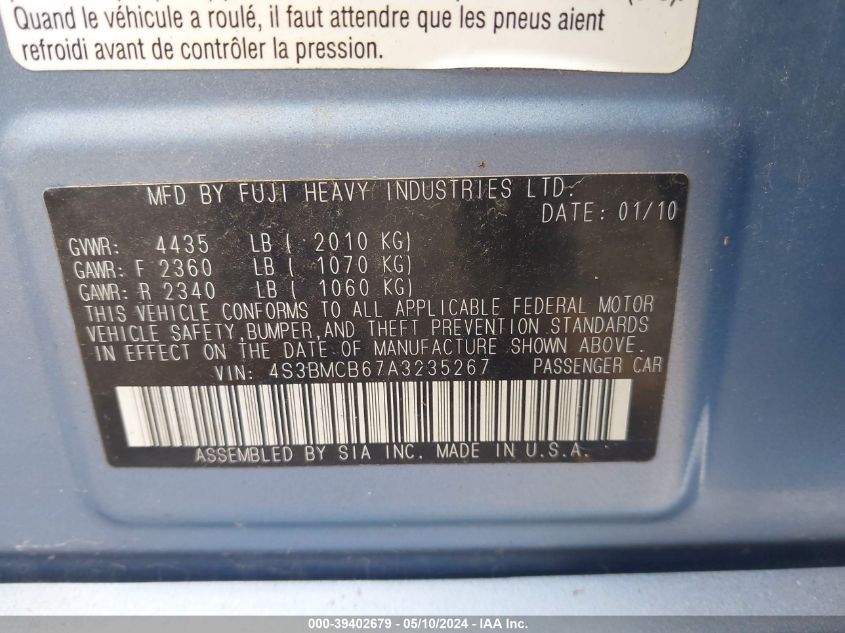 Quand le véhicule a roulé, il faut attendre que les pneus aient
refroidi avant de contrôler la pression.
MFD BY FUJI HEAVY INDUSTRIES LTD.
DATE: 01/10
GVWR: 4435 LB ( 2010 KG)
GAWR: F 2360 LB ( 1070 KG)
GAWR: R 2340 LB ( 1060 KG)
THIS VEHICLE CONFORMS TO ALL APPLICABLE FEDERAL MOTOR
VEHICLE SAFETY,BUMPER,AND THEFT PREVENTION STANDARDS
IN EFFECT ON THE DATE OF MANUFACTURE SHOWN ABOVE.
VIN: 4S3BMCB67A3235267 PASSENGER CAR
ASSEMBLED BY SIA INC. MADE IN U.S.A.
000-39402679 - 05/10/2024 - IAA Inc.